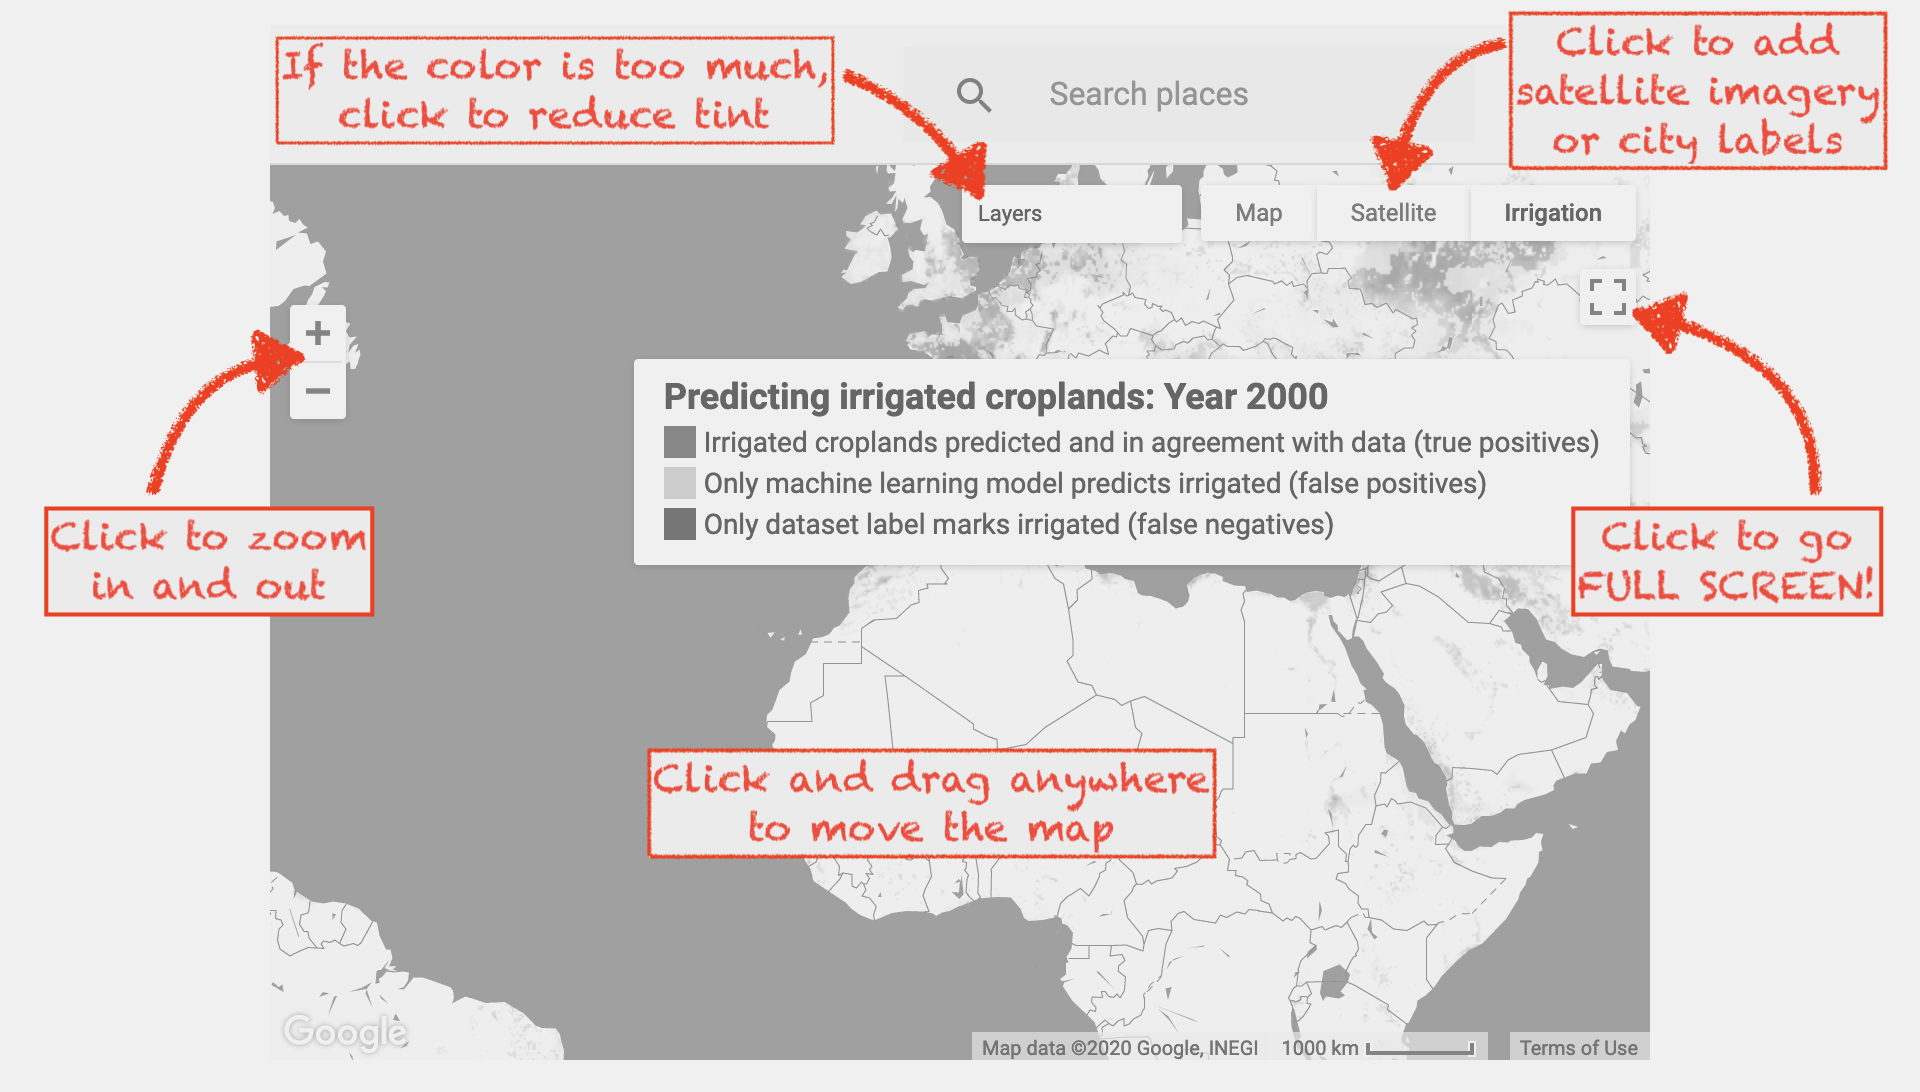 If the color is too much,
click to reduce tint
Search places
Click to add
satellite imagery
or city labels
Layers
Map
Satellite
Irrigation
+
−
Predicting irrigated croplands: Year 2000
Irrigated croplands predicted and in agreement with data (true positives)
Only machine learning model predicts irrigated (false positives)
Only dataset label marks irrigated (false negatives)
Click to zoom
in and out
Click to go
FULL SCREEN!
Click and drag anywhere
to move the map
Google
Map data ©2020 Google, INEGI
1000 km
Terms of Use